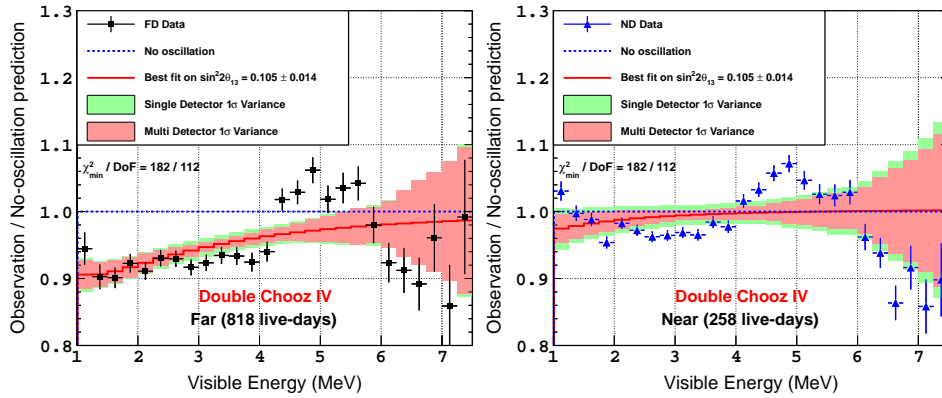 Observation / No-oscillation prediction
1.3
1.2
1.1
1.0
0.9
0.8
FD Data
No oscillation
Best fit on sin²2θ₁₃ = 0.105 ± 0.014
Single Detector 1σ Variance
Multi Detector 1σ Variance
χ²min / DoF = 182 / 112
Double Chooz IV
Far (818 live-days)
1 2 3 4 5 6 7
Visible Energy (MeV)
Observation / No-oscillation prediction
1.3
1.2
1.1
1.0
0.9
0.8
ND Data
No oscillation
Best fit on sin²2θ₁₃ = 0.105 ± 0.014
Single Detector 1σ Variance
Multi Detector 1σ Variance
χ²min / DoF = 182 / 112
Double Chooz IV
Near (258 live-days)
1 2 3 4 5 6 7
Visible Energy (MeV)